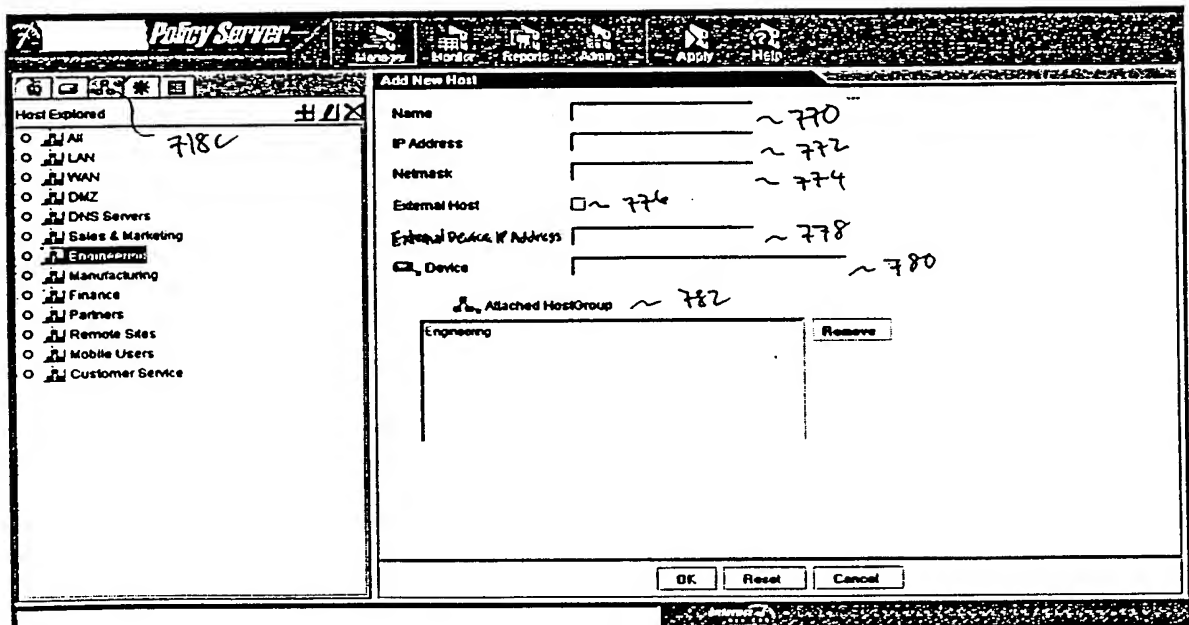 Policy Server
Manager Monitor Reports Admin Apply Help
Host Explored
718C
All
LAN
WAN
DMZ
DNS Servers
Sales & Marketing
Engineering
Manufacturing
Finance
Partners
Remote Sites
Mobile Users
Customer Service
Add New Host
Name ~ 770
IP Address ~ 772
Netmask ~ 774
External Host ~ 776
External Device IP Address ~ 778
Device ~ 780
Attached HostGroup ~ 782
Engineering
Remove
OK Reset Cancel